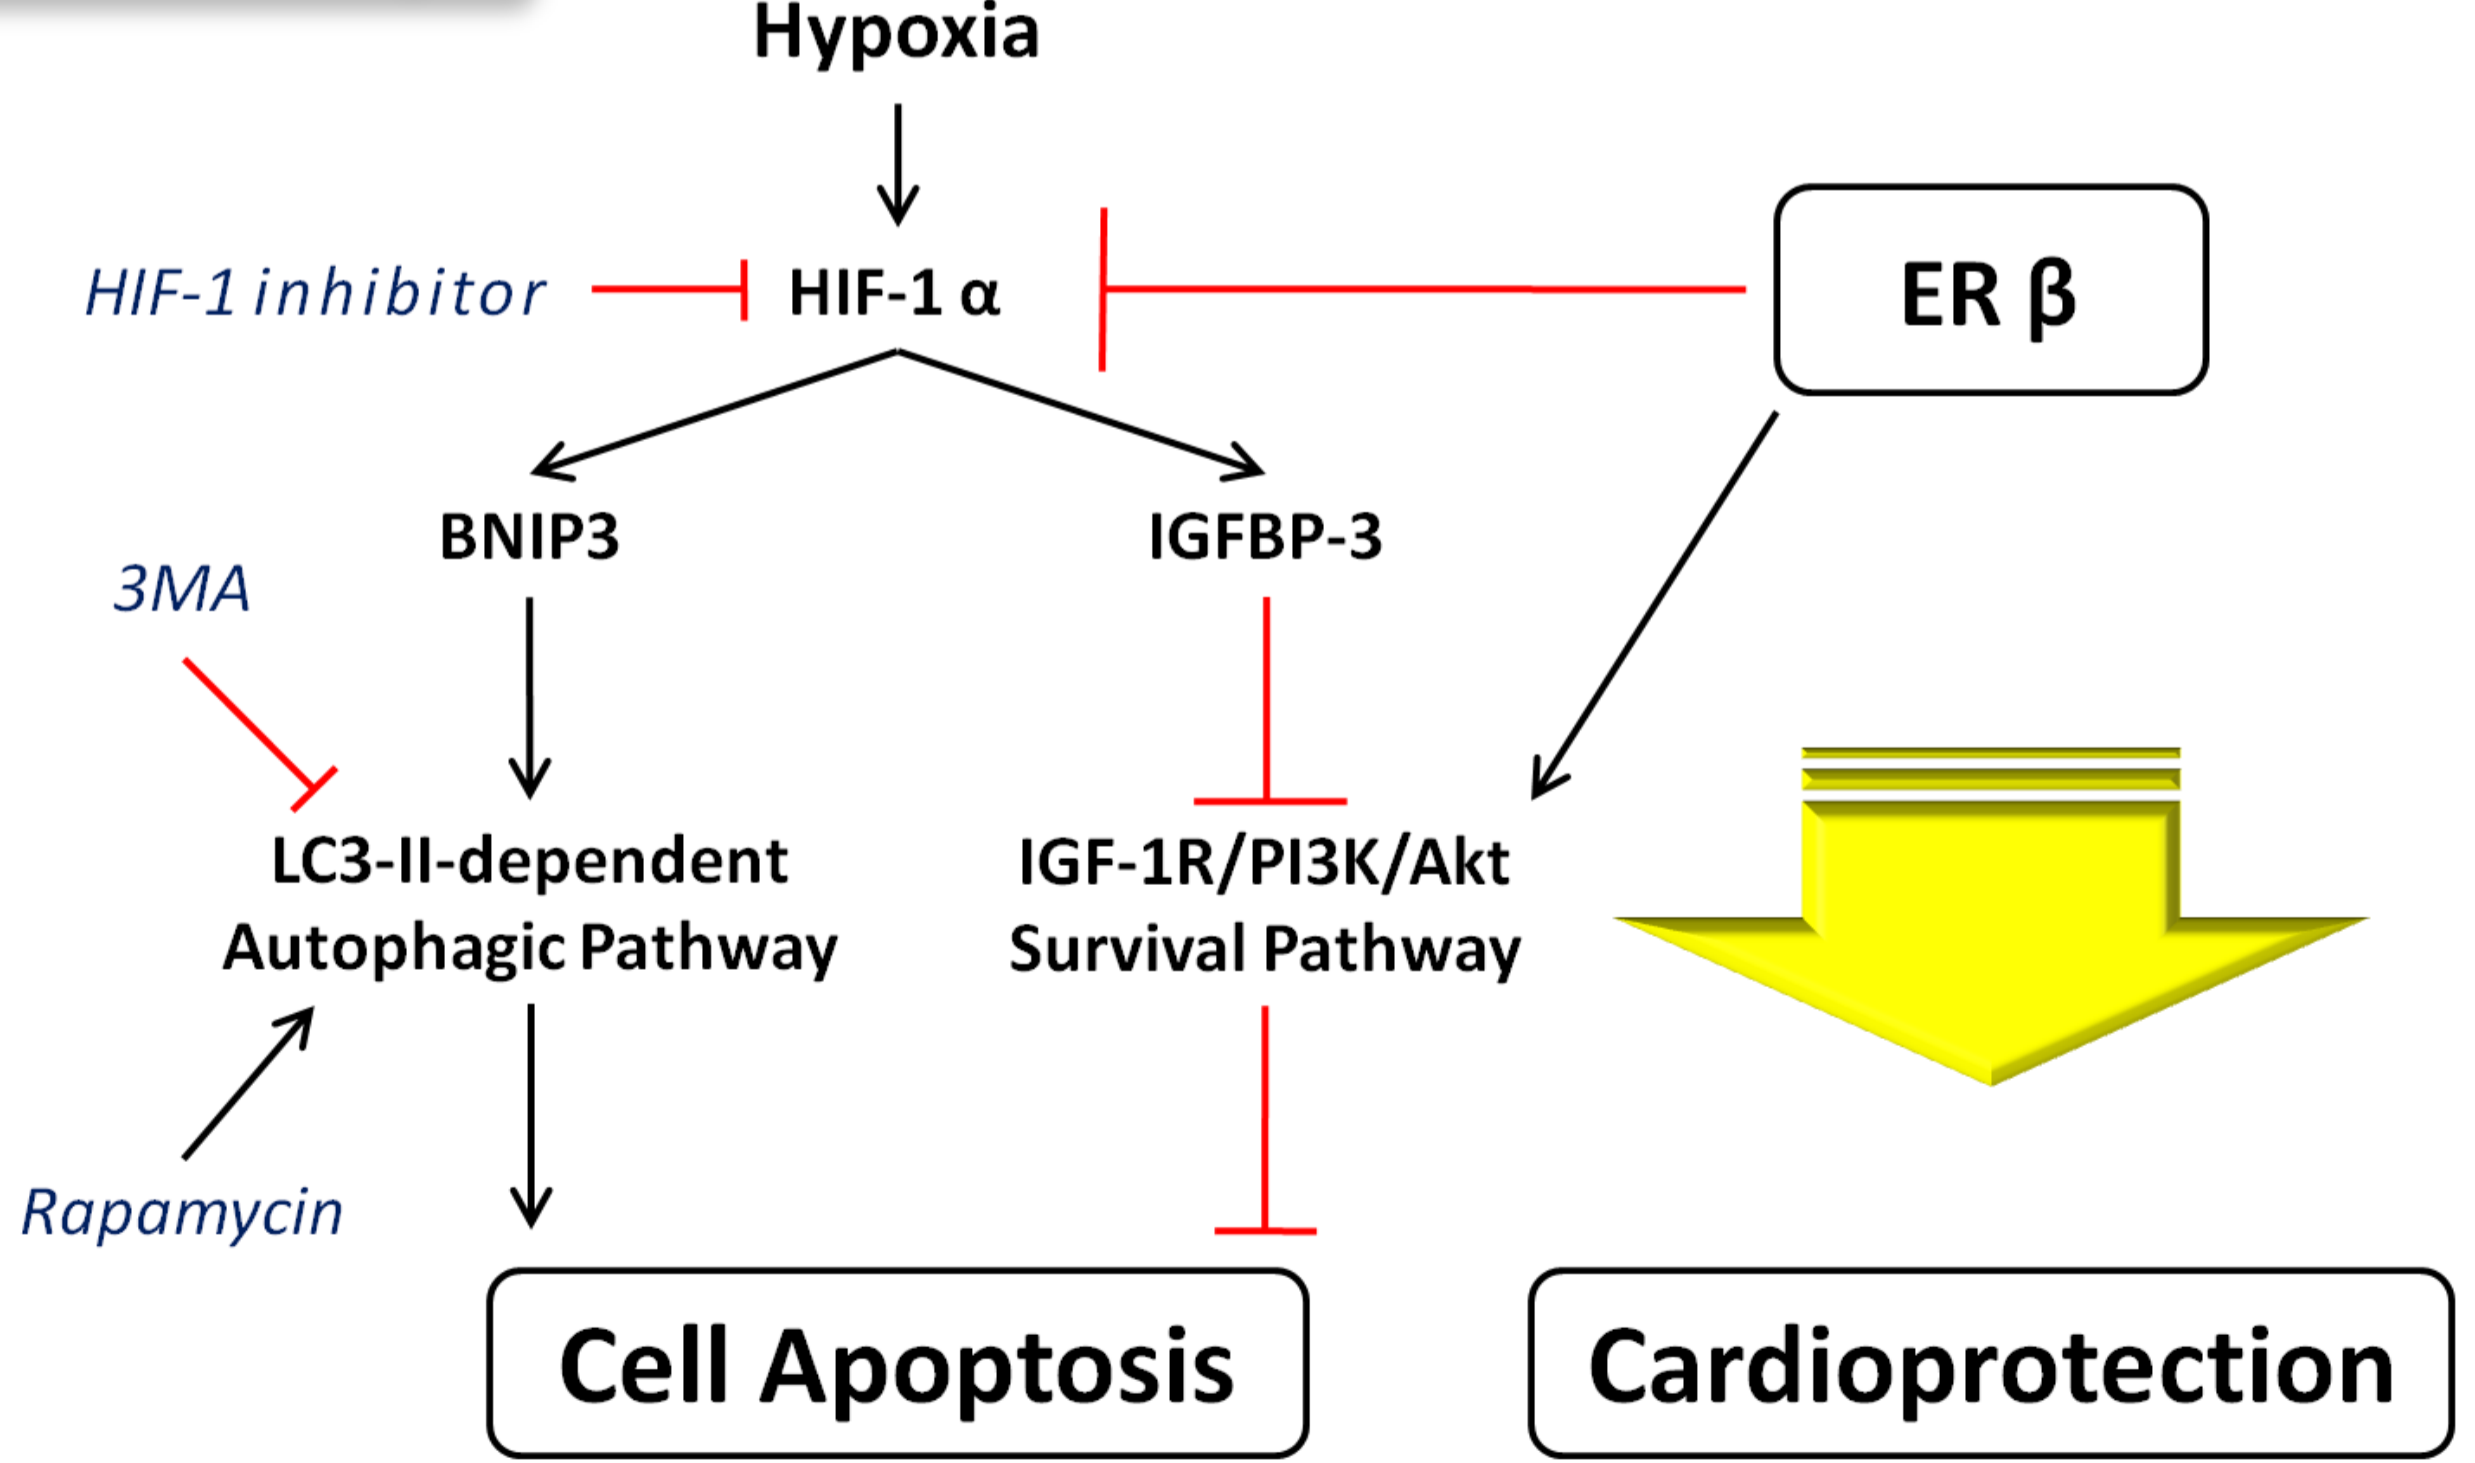 Hypoxia
HIF-1 inhibitor
HIF-1 α
ER β
BNIP3
IGFBP-3
3MA
LC3-II-dependent
Autophagic Pathway
IGF-1R/PI3K/Akt
Survival Pathway
Rapamycin
Cell Apoptosis
Cardioprotection